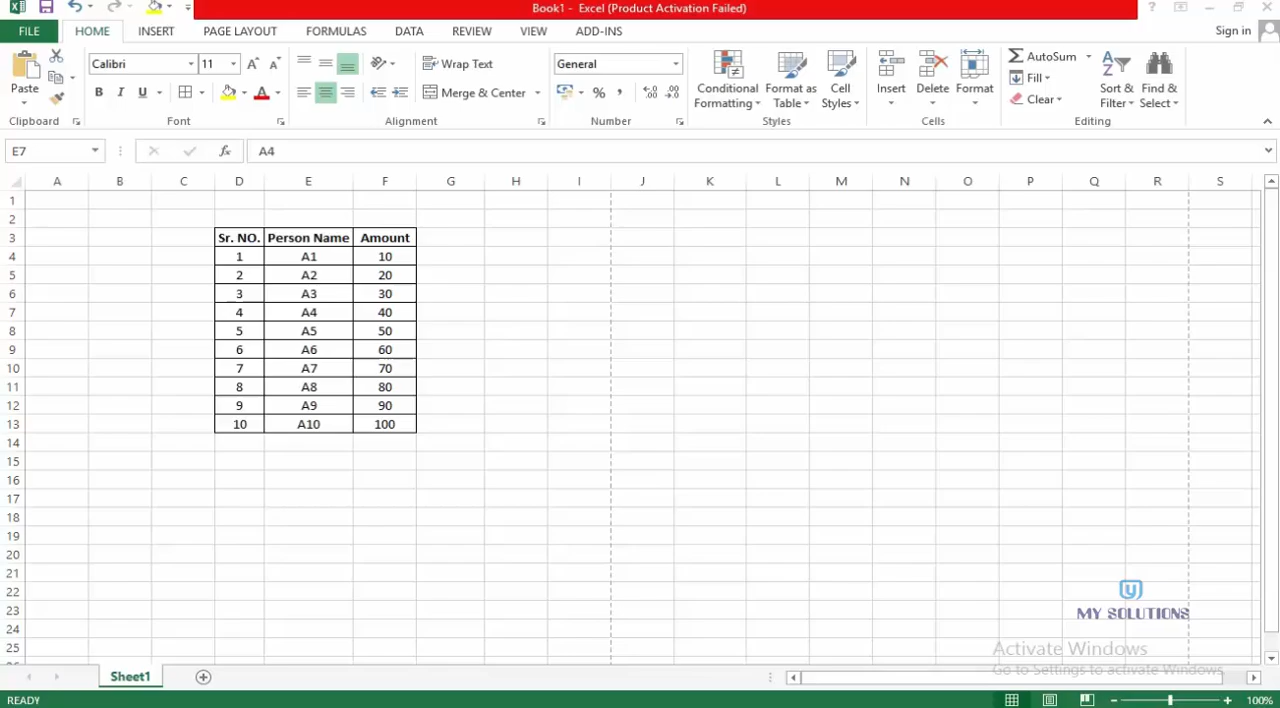 Book1 - Excel (Product Activation Failed)
FILE HOME INSERT PAGE LAYOUT FORMULAS DATA REVIEW VIEW ADD-INS Sign in
Calibri 11 Wrap Text General AutoSum
Paste Conditional Formatting Format as Table Cell Styles Insert Delete Format Fill Sort & Filter Find & Select
B I U Merge & Center % , Clear
Clipboard Font Alignment Number Styles Cells Editing
E7 fx A4
A B C D E F G H I J K L M N O P Q R S
1
2
3 Sr. NO. Person Name Amount
4 1 A1 10
5 2 A2 20
6 3 A3 30
7 4 A4 40
8 5 A5 50
9 6 A6 60
10 7 A7 70
11 8 A8 80
12 9 A9 90
13 10 A10 100
14
15
16
17
18
19
20
21
22
23 MY SOLUTIONS
24
25 Activate Windows
Go to Settings to activate Windows.
Sheet1
READY 100%